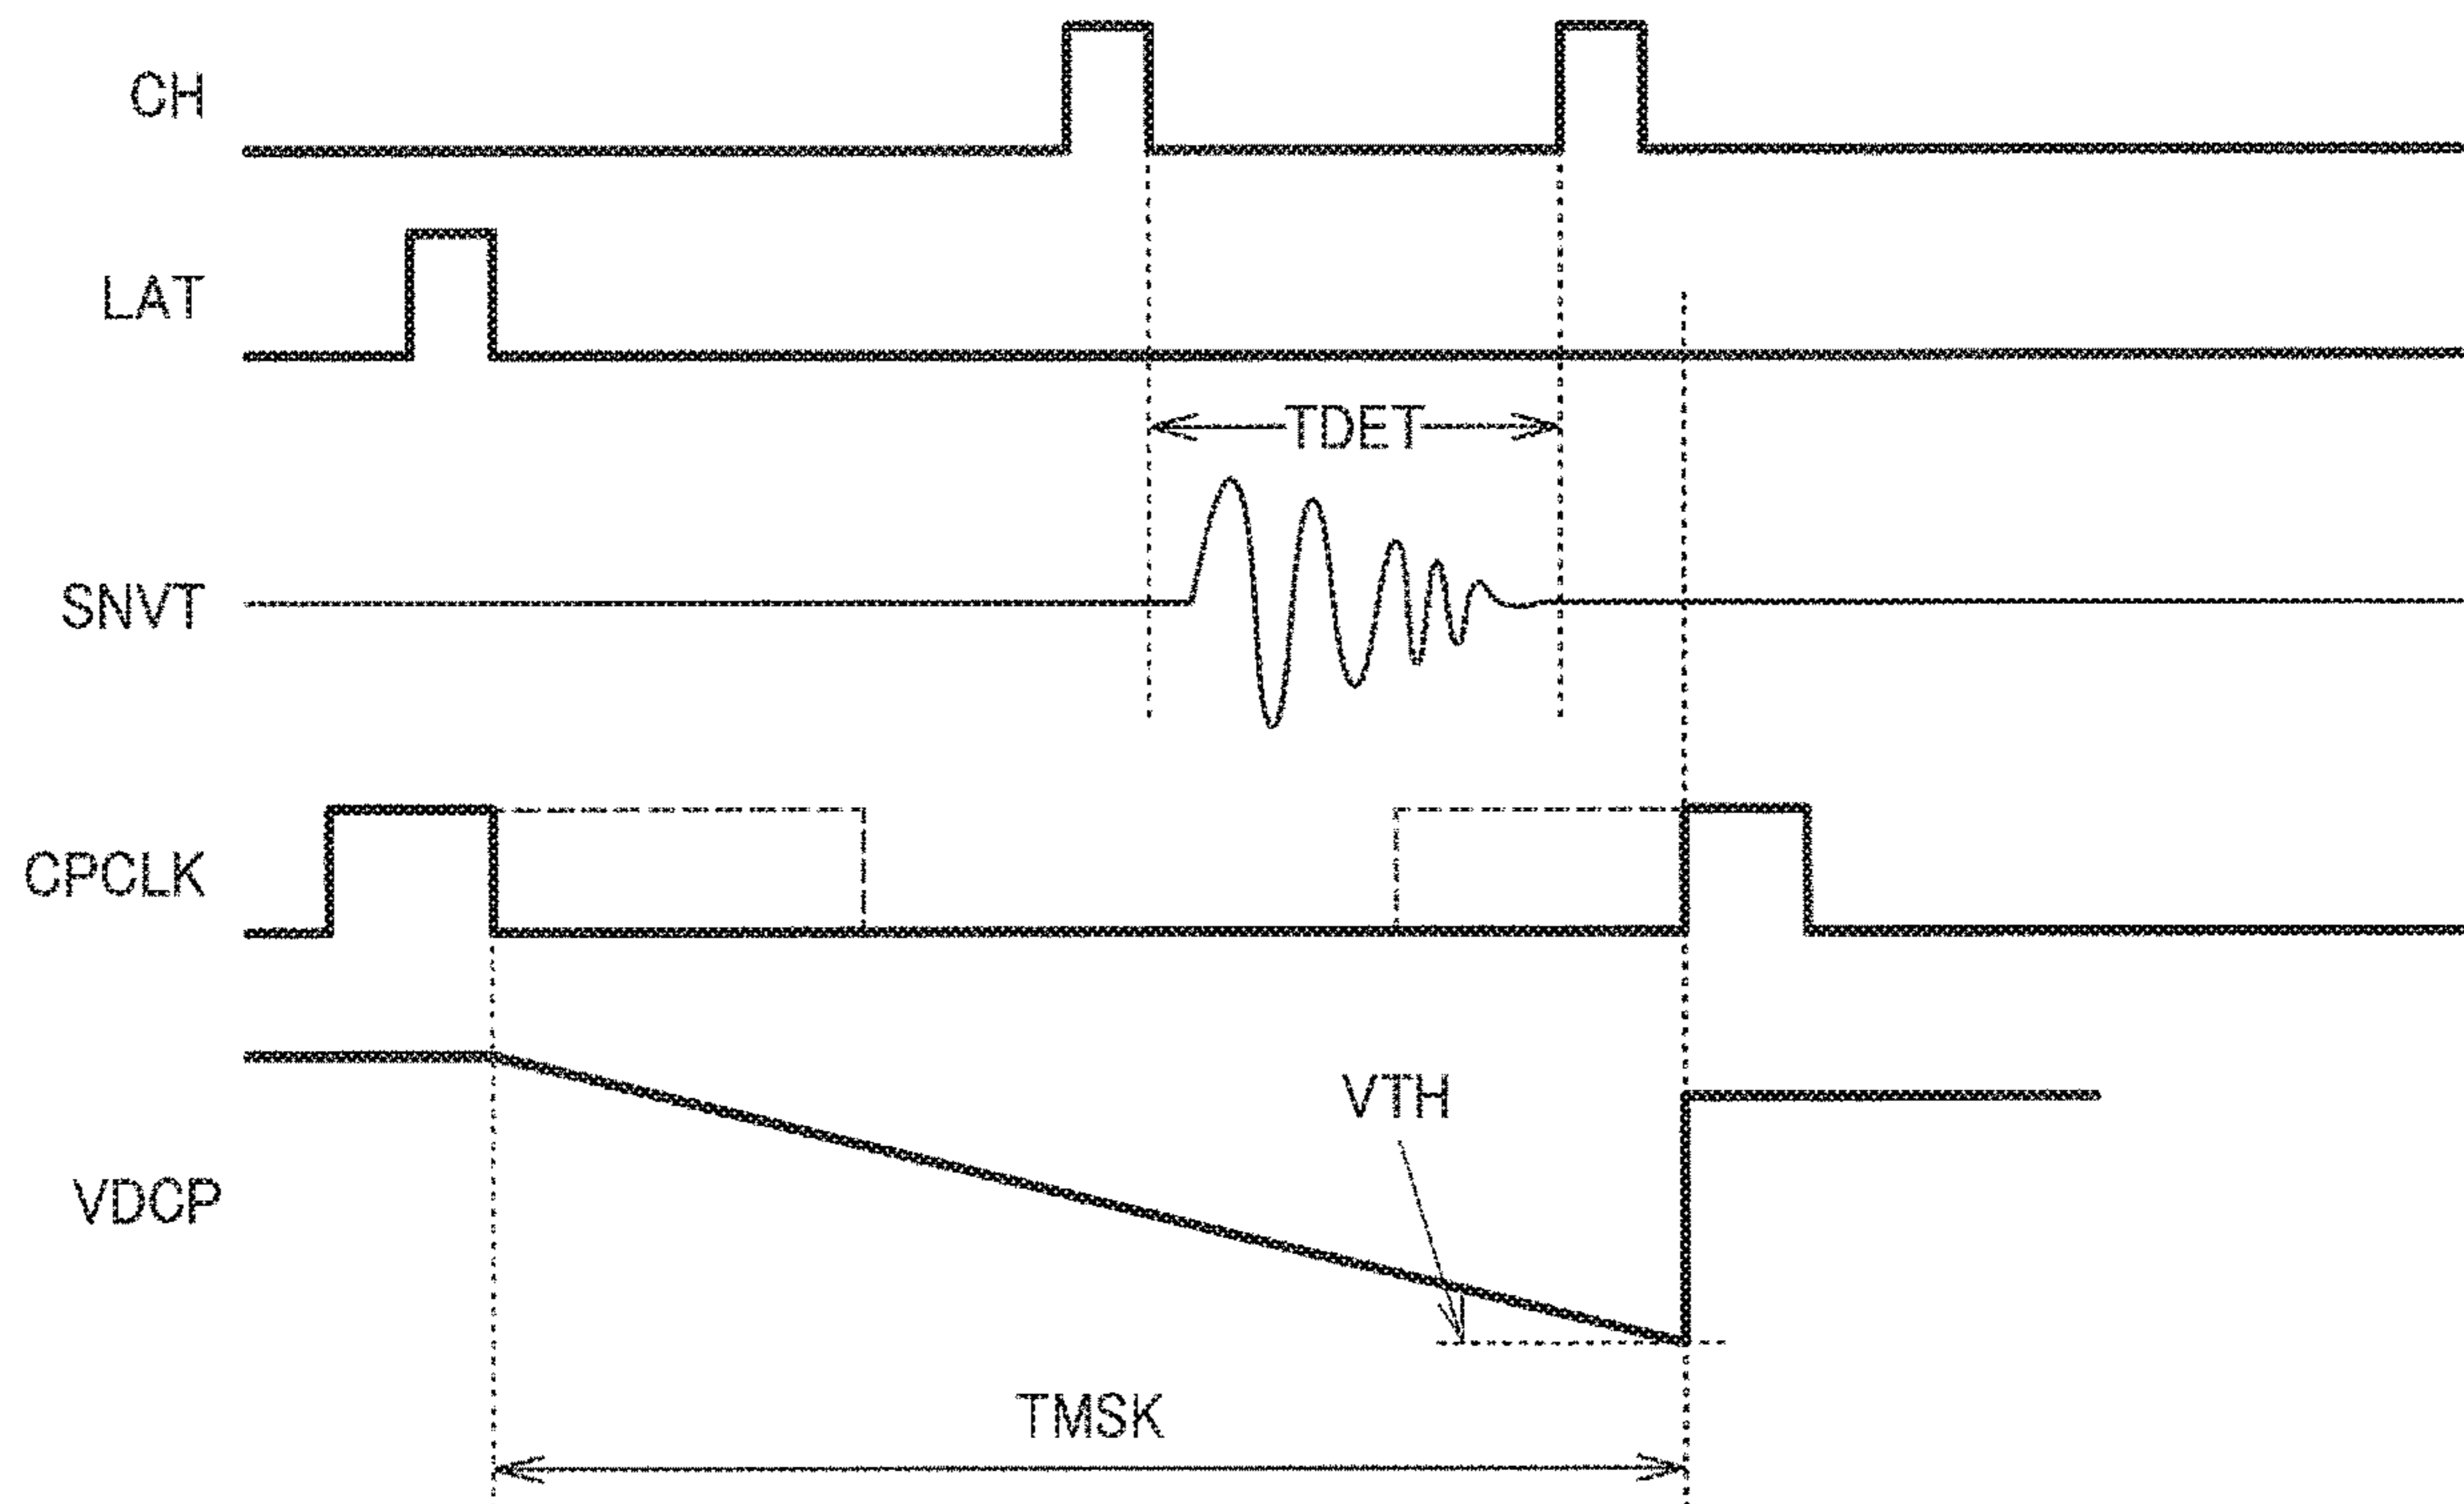 CH
LAT
TDET
SNVT
CPCLK
VTH
VDCP
TMSK